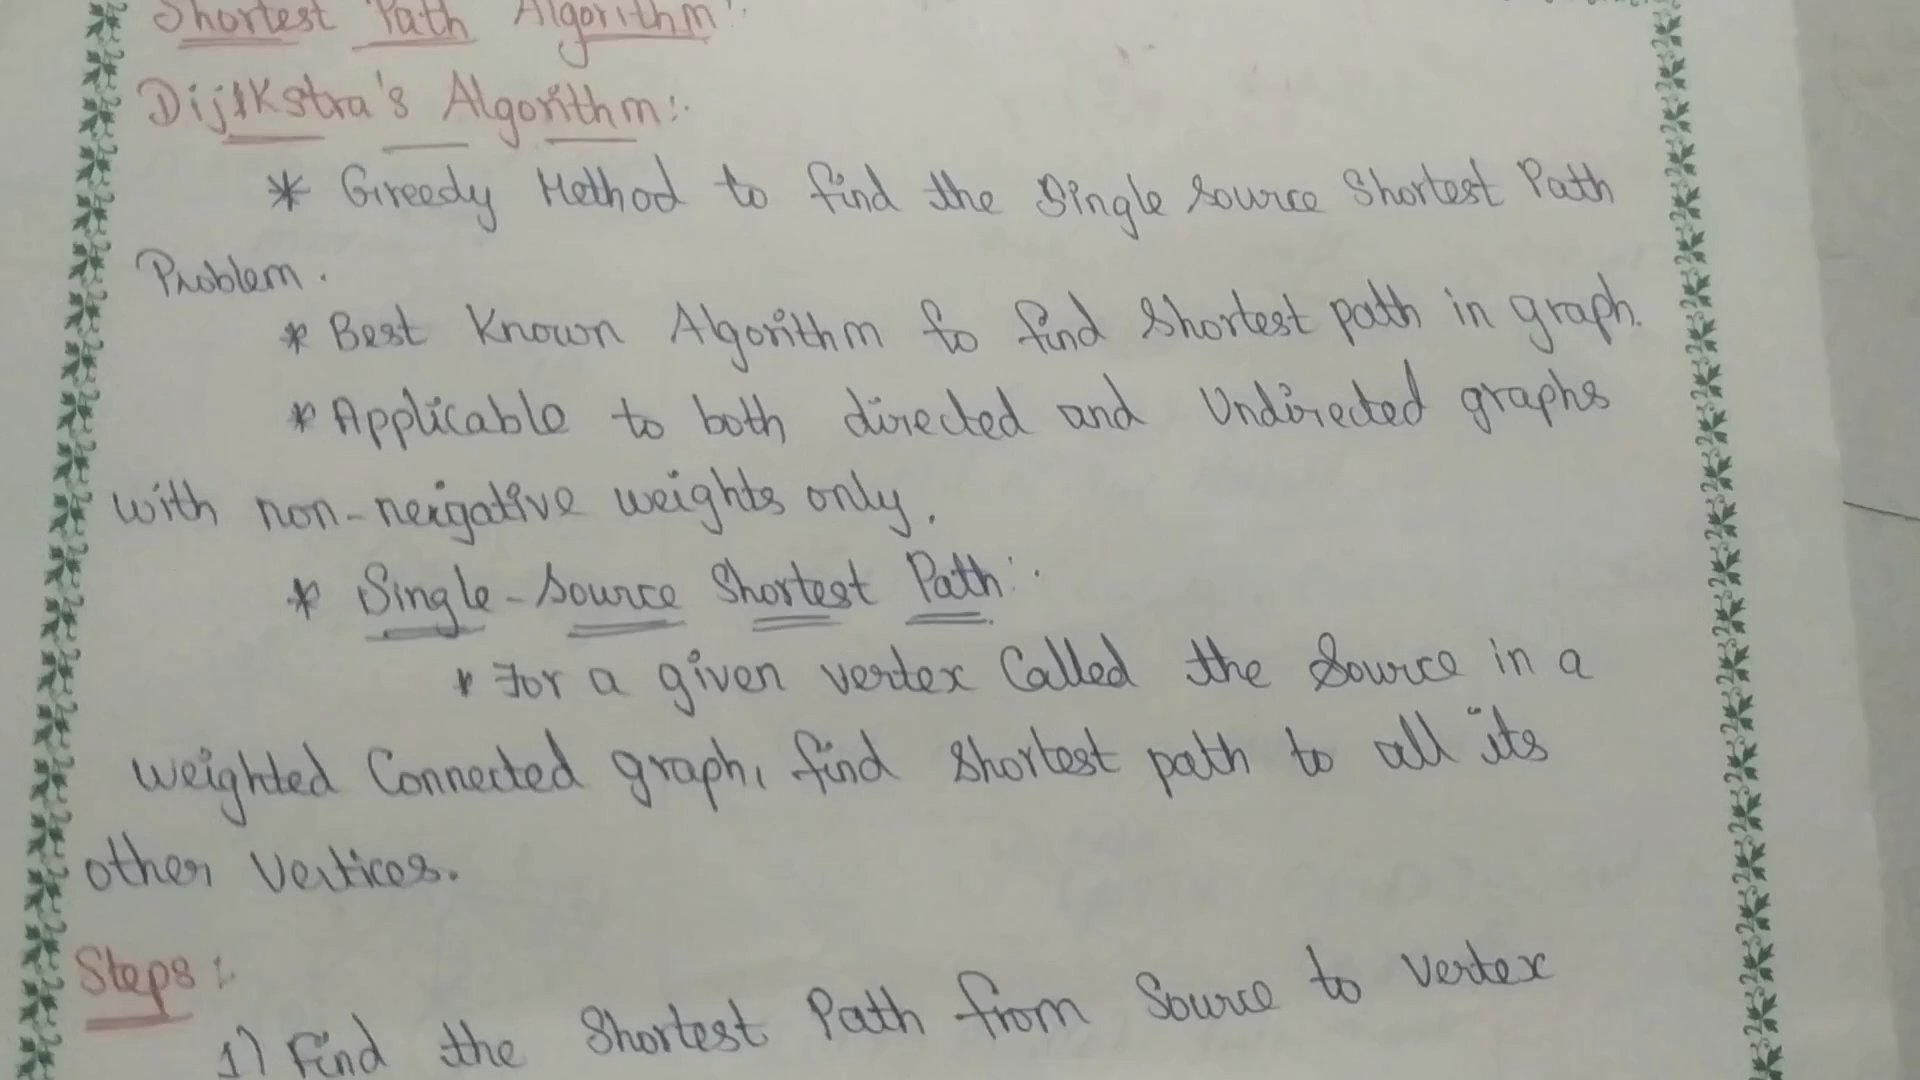 Shortest Path Algorithm:
Dijikstra's Algorithm:
* Greedy Method to find the Single Source Shortest Path
Problem.
* Best Known Algorithm to find Shortest path in graph.
* Applicable to both directed and Undirected graphs
with non-neigative weights only.
* Single-Source Shortest Path:
* For a given vertex Called the Source in a
weighted Connected graph, find shortest path to all its
other Vertices.
Steps:
1) Find the Shortest Path from Source to Vertex